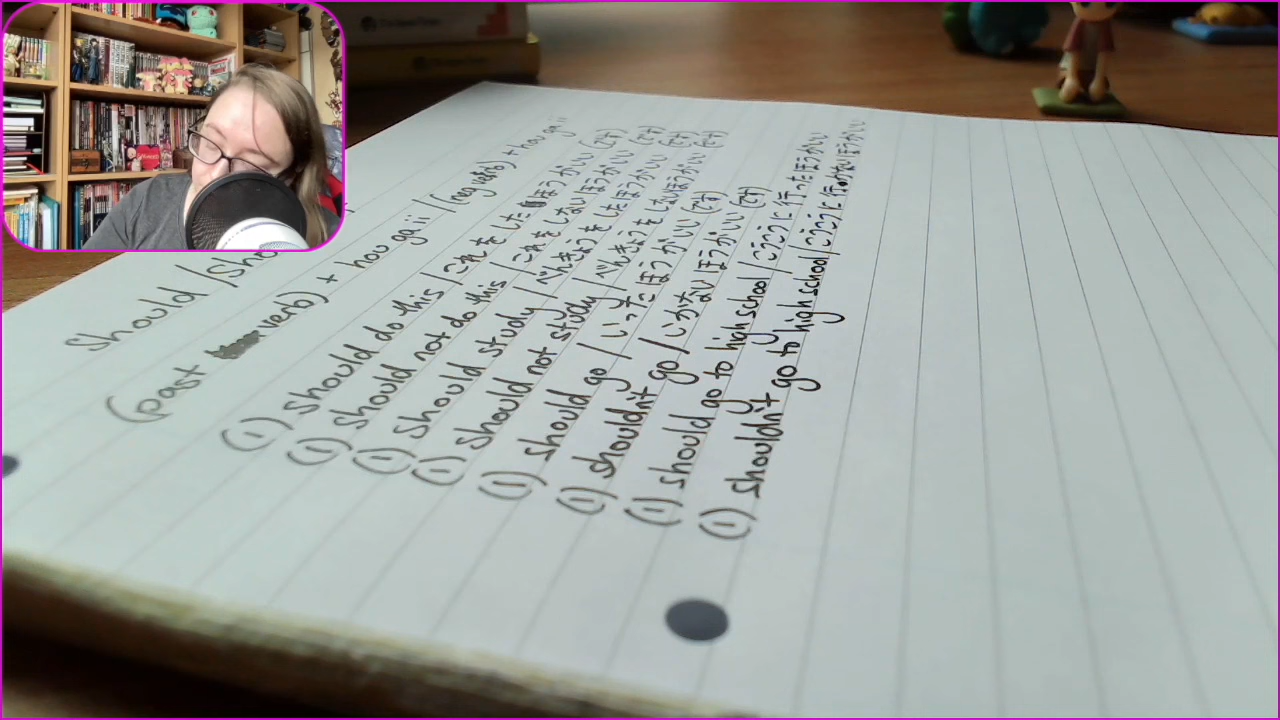 Should /
(past verb) + hou ga ii / (neg verb) + hou ga ii
(I) should do this / これをしたほうがいい (です)
(I) should not do this / これをしないほうがいい (です)
(I) should study / べんきょうをしたほうがいい (です)
(I) should not study / べんきょうをしないほうがいい (です)
(I) should go / いったほうがいい (です)
(I) shouldn't go / いかないほうがいい (です)
(I) should go to high school / こうこうに行ったほうがいい
(I) shouldn't go to high school / こうこうに行かないほうがいい